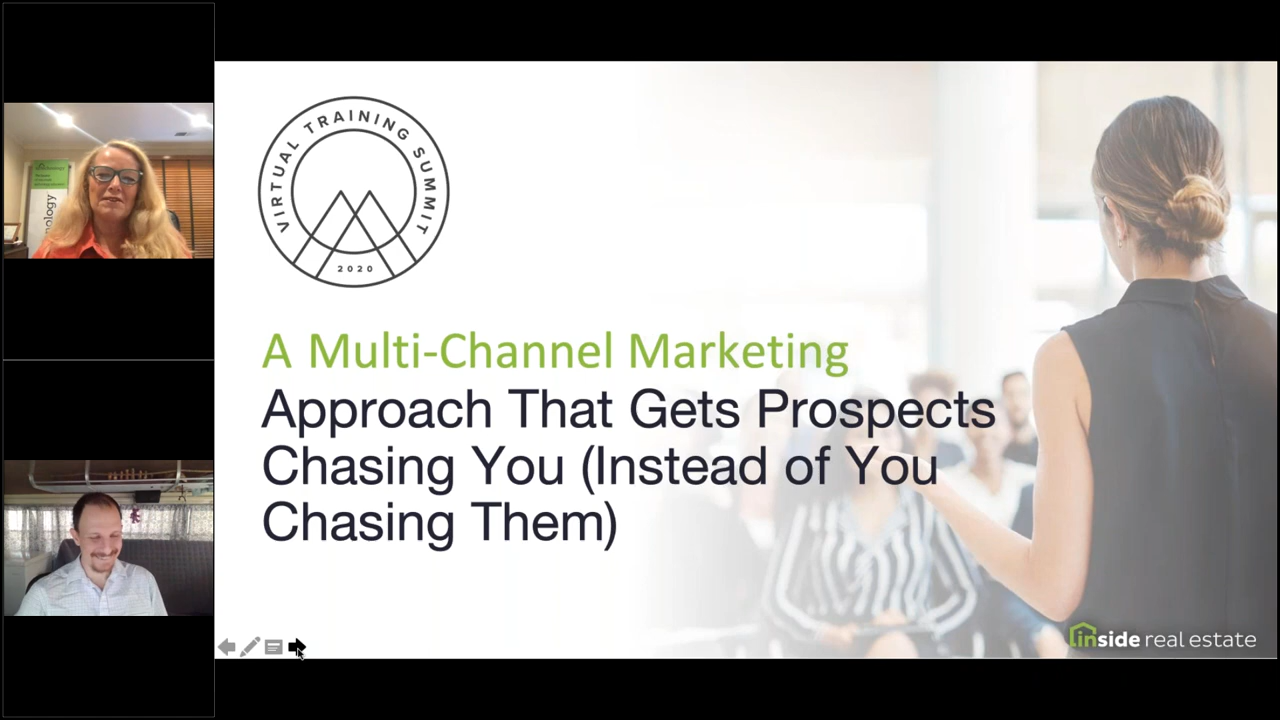 VIRTUAL TRAINING SUMMIT
2020
A Multi-Channel Marketing
Approach That Gets Prospects
Chasing You (Instead of You
Chasing Them)
inside real estate